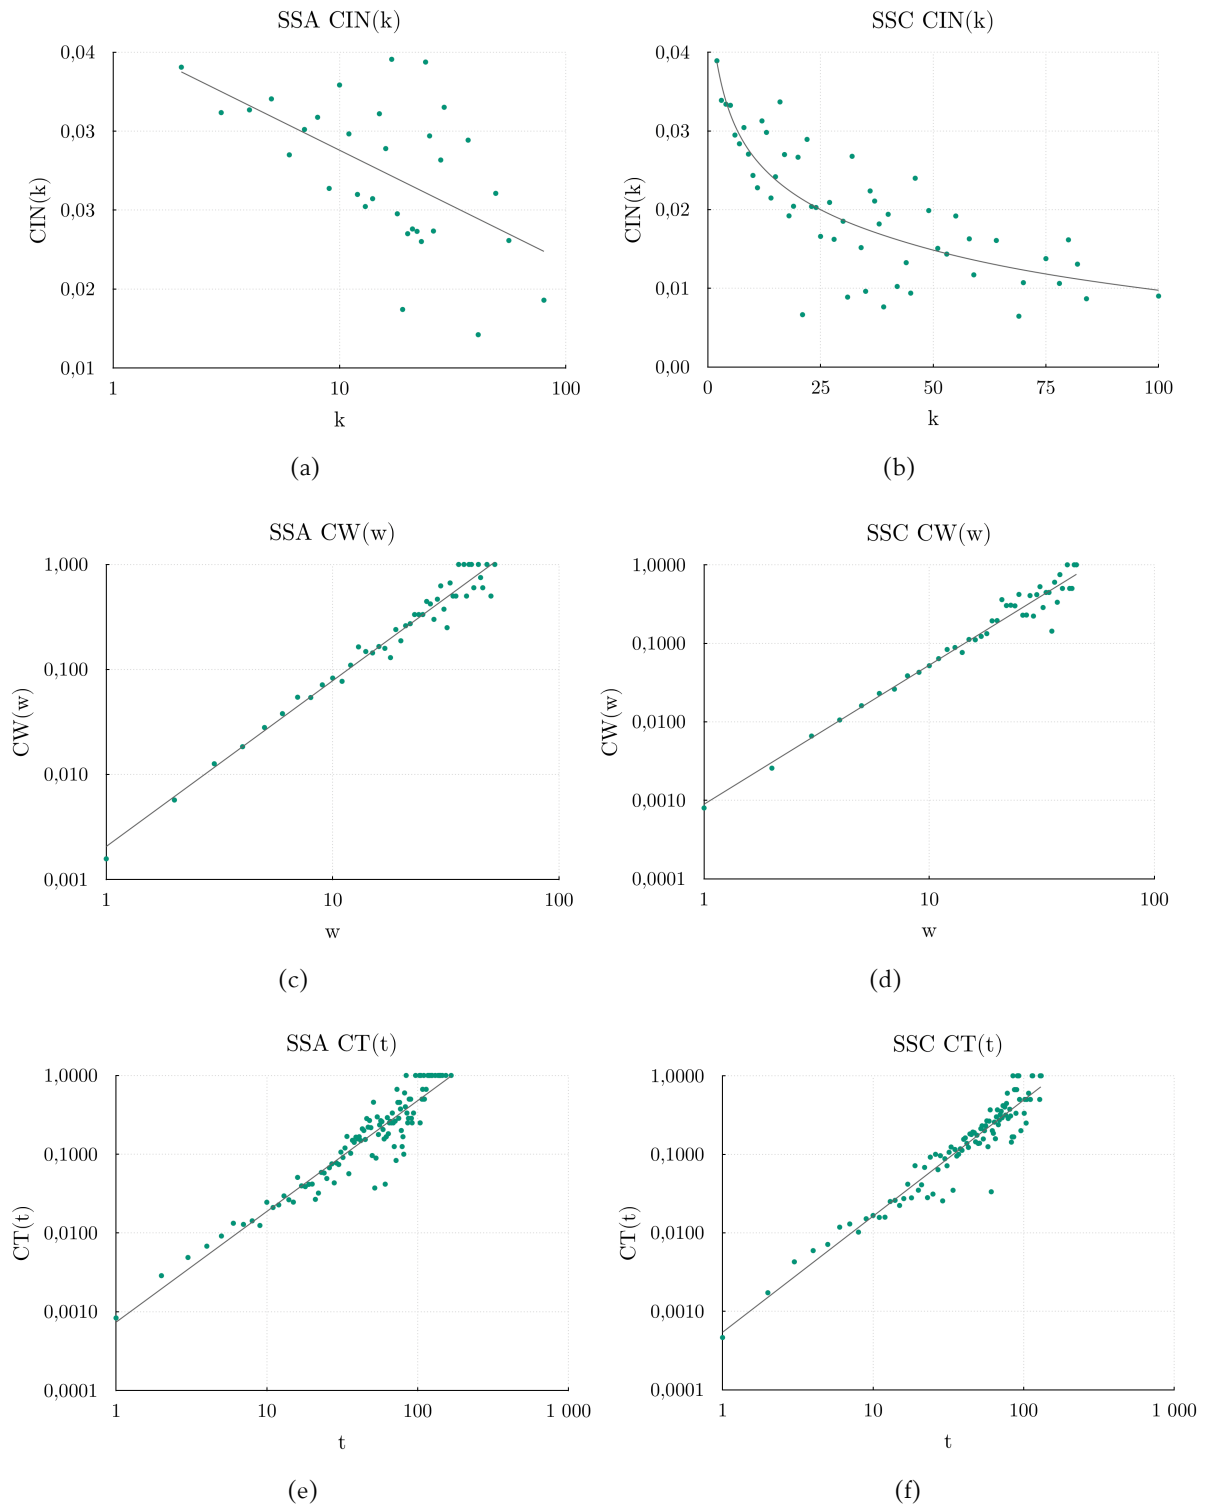 SSA CIN(k)
0,04
0,03
0,03
0,02
0,01
CIN(k)
1
10
100
k
(a)
SSC CIN(k)
0,04
0,03
0,02
0,01
0,00
CIN(k)
0
25
50
75
100
k
(b)
SSA CW(w)
1,000
0,100
0,010
0,001
CW(w)
1
10
100
w
(c)
SSC CW(w)
1,0000
0,1000
0,0100
0,0010
0,0001
CW(w)
1
10
100
w
(d)
SSA CT(t)
1,0000
0,1000
0,0100
0,0010
0,0001
CT(t)
1
10
100
1 000
t
(e)
SSC CT(t)
1,0000
0,1000
0,0100
0,0010
0,0001
CT(t)
1
10
100
1 000
t
(f)